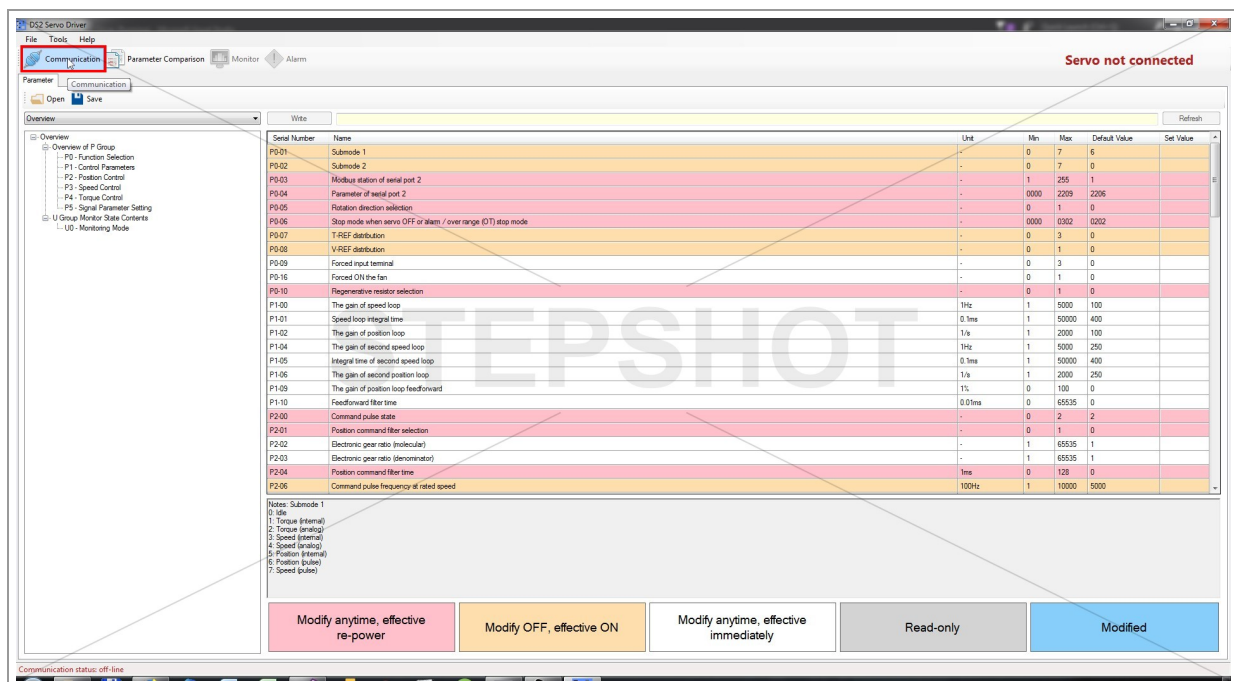 DS2 Servo Driver
File Tools Help
Communication Parameter Comparison Monitor Alarm Servo not connected
Parameter Communication
Open Save
Overview Write Refresh
Overview
Overview of P Group
P0 - Function Selection
P1 - Control Parameters
P2 - Position Control
P3 - Speed Control
P4 - Torque Control
P5 - Signal Parameter Setting
U Group Monitor State Contents
U0 - Monitoring Mode
Serial Number Name Unit Min Max Default Value Set Value
P0-01 Submode 1 - 0 7 6
P0-02 Submode 2 - 0 7 0
P0-03 Modbus station of serial port 2 - 1 255 1
P0-04 Parameter of serial port 2 - 0000 2209 2206
P0-05 Rotation direction selection - 0 1 0
P0-06 Stop mode when servo OFF or alarm / over range (OT) stop mode - 0000 0302 0202
P0-07 T-REF distribution - 0 3 0
P0-08 V-REF distribution - 0 1 0
P0-09 Forced input terminal - 0 3 0
P0-16 Forced ON the fan - 0 1 0
P0-10 Regenerative resistor selection - 0 1 0
P1-00 The gain of speed loop 1Hz 1 5000 100
P1-01 Speed loop integral time 0.1ms 1 50000 400
P1-02 The gain of position loop 1/s 1 2000 100
P1-04 The gain of second speed loop 1Hz 1 5000 250
P1-05 Integral time of second speed loop 0.1ms 1 50000 400
P1-06 The gain of second position loop 1/s 1 2000 250
P1-09 The gain of position loop feedforward 1% 0 100 0
P1-10 Feedforward filter time 0.01ms 0 65535 0
P2-00 Command pulse state - 0 2 2
P2-01 Position command filter selection - 0 1 0
P2-02 Electronic gear ratio (molecular) - 1 65535 1
P2-03 Electronic gear ratio (denominator) - 1 65535 1
P2-04 Position command filter time 1ms 0 128 0
P2-06 Command pulse frequency at rated speed 100Hz 1 10000 5000
STEPSHOT
Notes: Submode 1
0: Idle
1: Torque (internal)
2: Torque (analog)
3: Speed (internal)
4: Speed (analog)
5: Position (internal)
6: Position (pulse)
7: Speed (pulse)
Modify anytime, effective re-power
Modify OFF, effective ON
Modify anytime, effective immediately
Read-only
Modified
Communication status: off-line